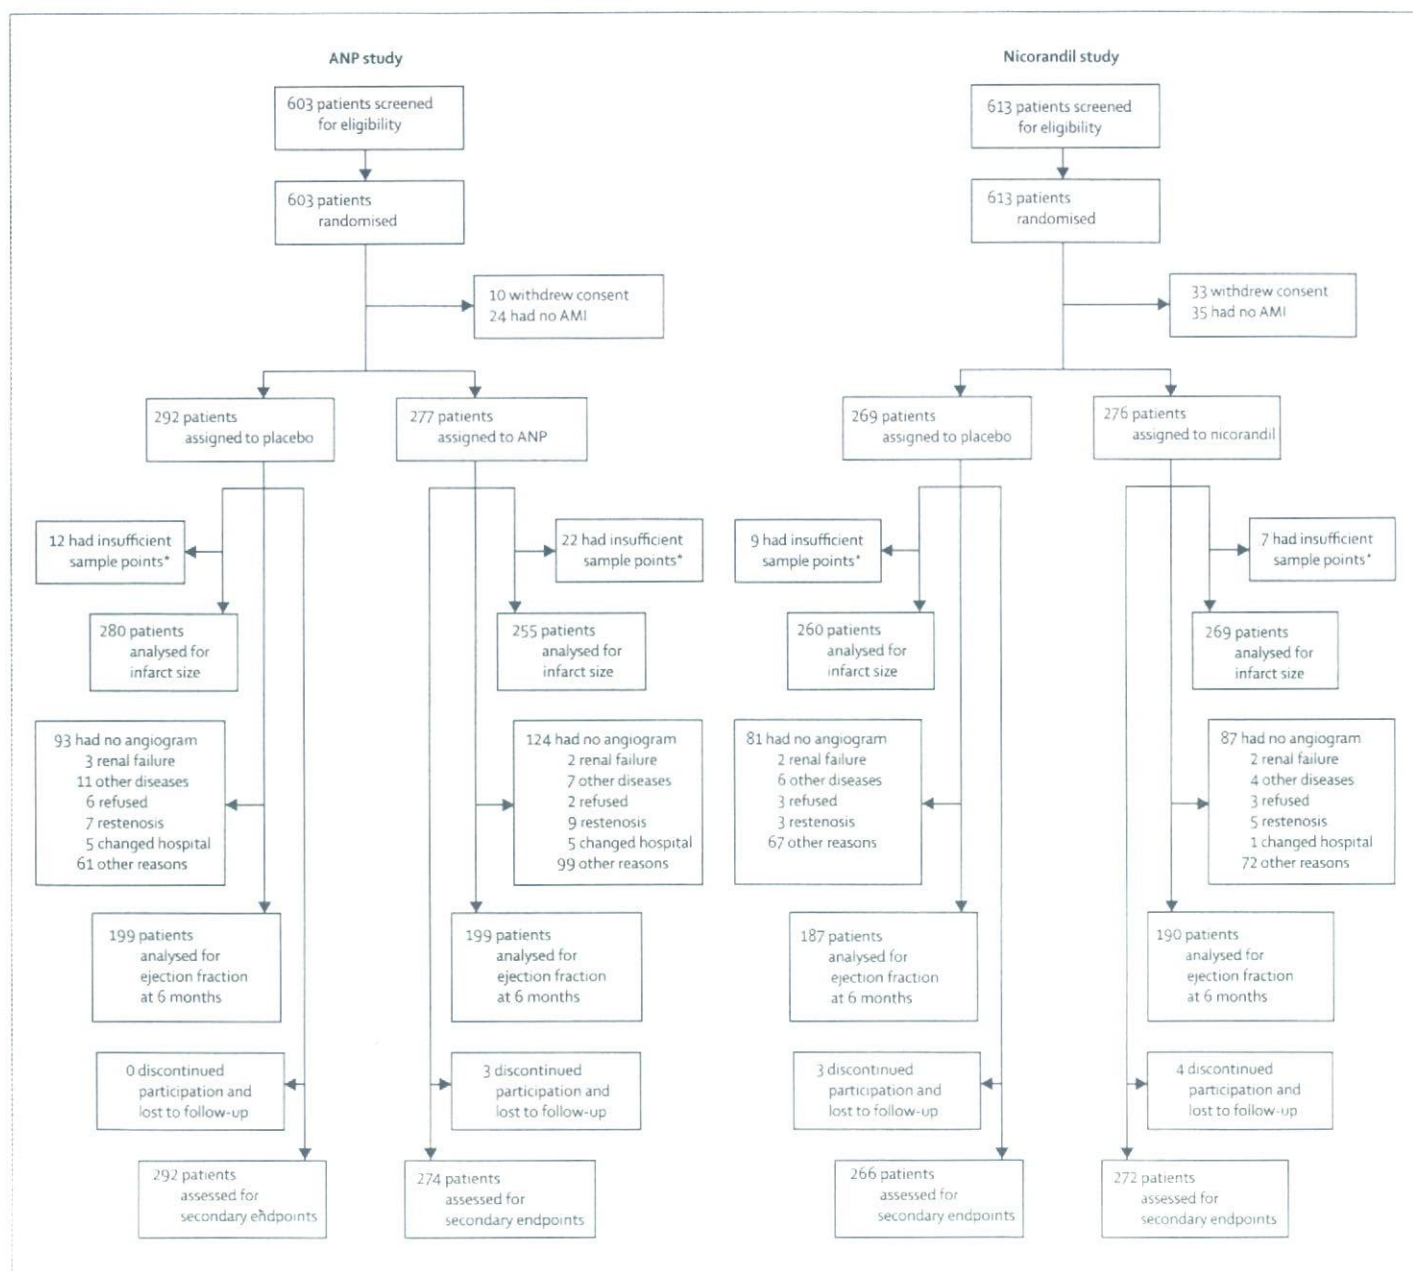 ANP study
603 patients screened
for eligibility
603 patients
randomised
10 withdrew consent
24 had no AMI
292 patients
assigned to placebo
277 patients
assigned to ANP
12 had insufficient
sample points*
22 had insufficient
sample points*
280 patients
analysed for
infarct size
255 patients
analysed for
infarct size
93 had no angiogram
3 renal failure
11 other diseases
6 refused
7 restenosis
5 changed hospital
61 other reasons
124 had no angiogram
2 renal failure
7 other diseases
2 refused
9 restenosis
5 changed hospital
99 other reasons
199 patients
analysed for
ejection fraction
at 6 months
199 patients
analysed for
ejection fraction
at 6 months
0 discontinued
participation and
lost to follow-up
3 discontinued
participation and
lost to follow-up
292 patients
assessed for
secondary endpoints
274 patients
assessed for
secondary endpoints
Nicorandil study
613 patients screened
for eligibility
613 patients
randomised
33 withdrew consent
35 had no AMI
269 patients
assigned to placebo
276 patients
assigned to nicorandil
9 had insufficient
sample points*
7 had insufficient
sample points*
260 patients
analysed for
infarct size
269 patients
analysed for
infarct size
81 had no angiogram
2 renal failure
6 other diseases
3 refused
3 restenosis
67 other reasons
87 had no angiogram
2 renal failure
4 other diseases
3 refused
5 restenosis
1 changed hospital
72 other reasons
187 patients
analysed for
ejection fraction
at 6 months
190 patients
analysed for
ejection fraction
at 6 months
3 discontinued
participation and
lost to follow-up
4 discontinued
participation and
lost to follow-up
266 patients
assessed for
secondary endpoints
272 patients
assessed for
secondary endpoints